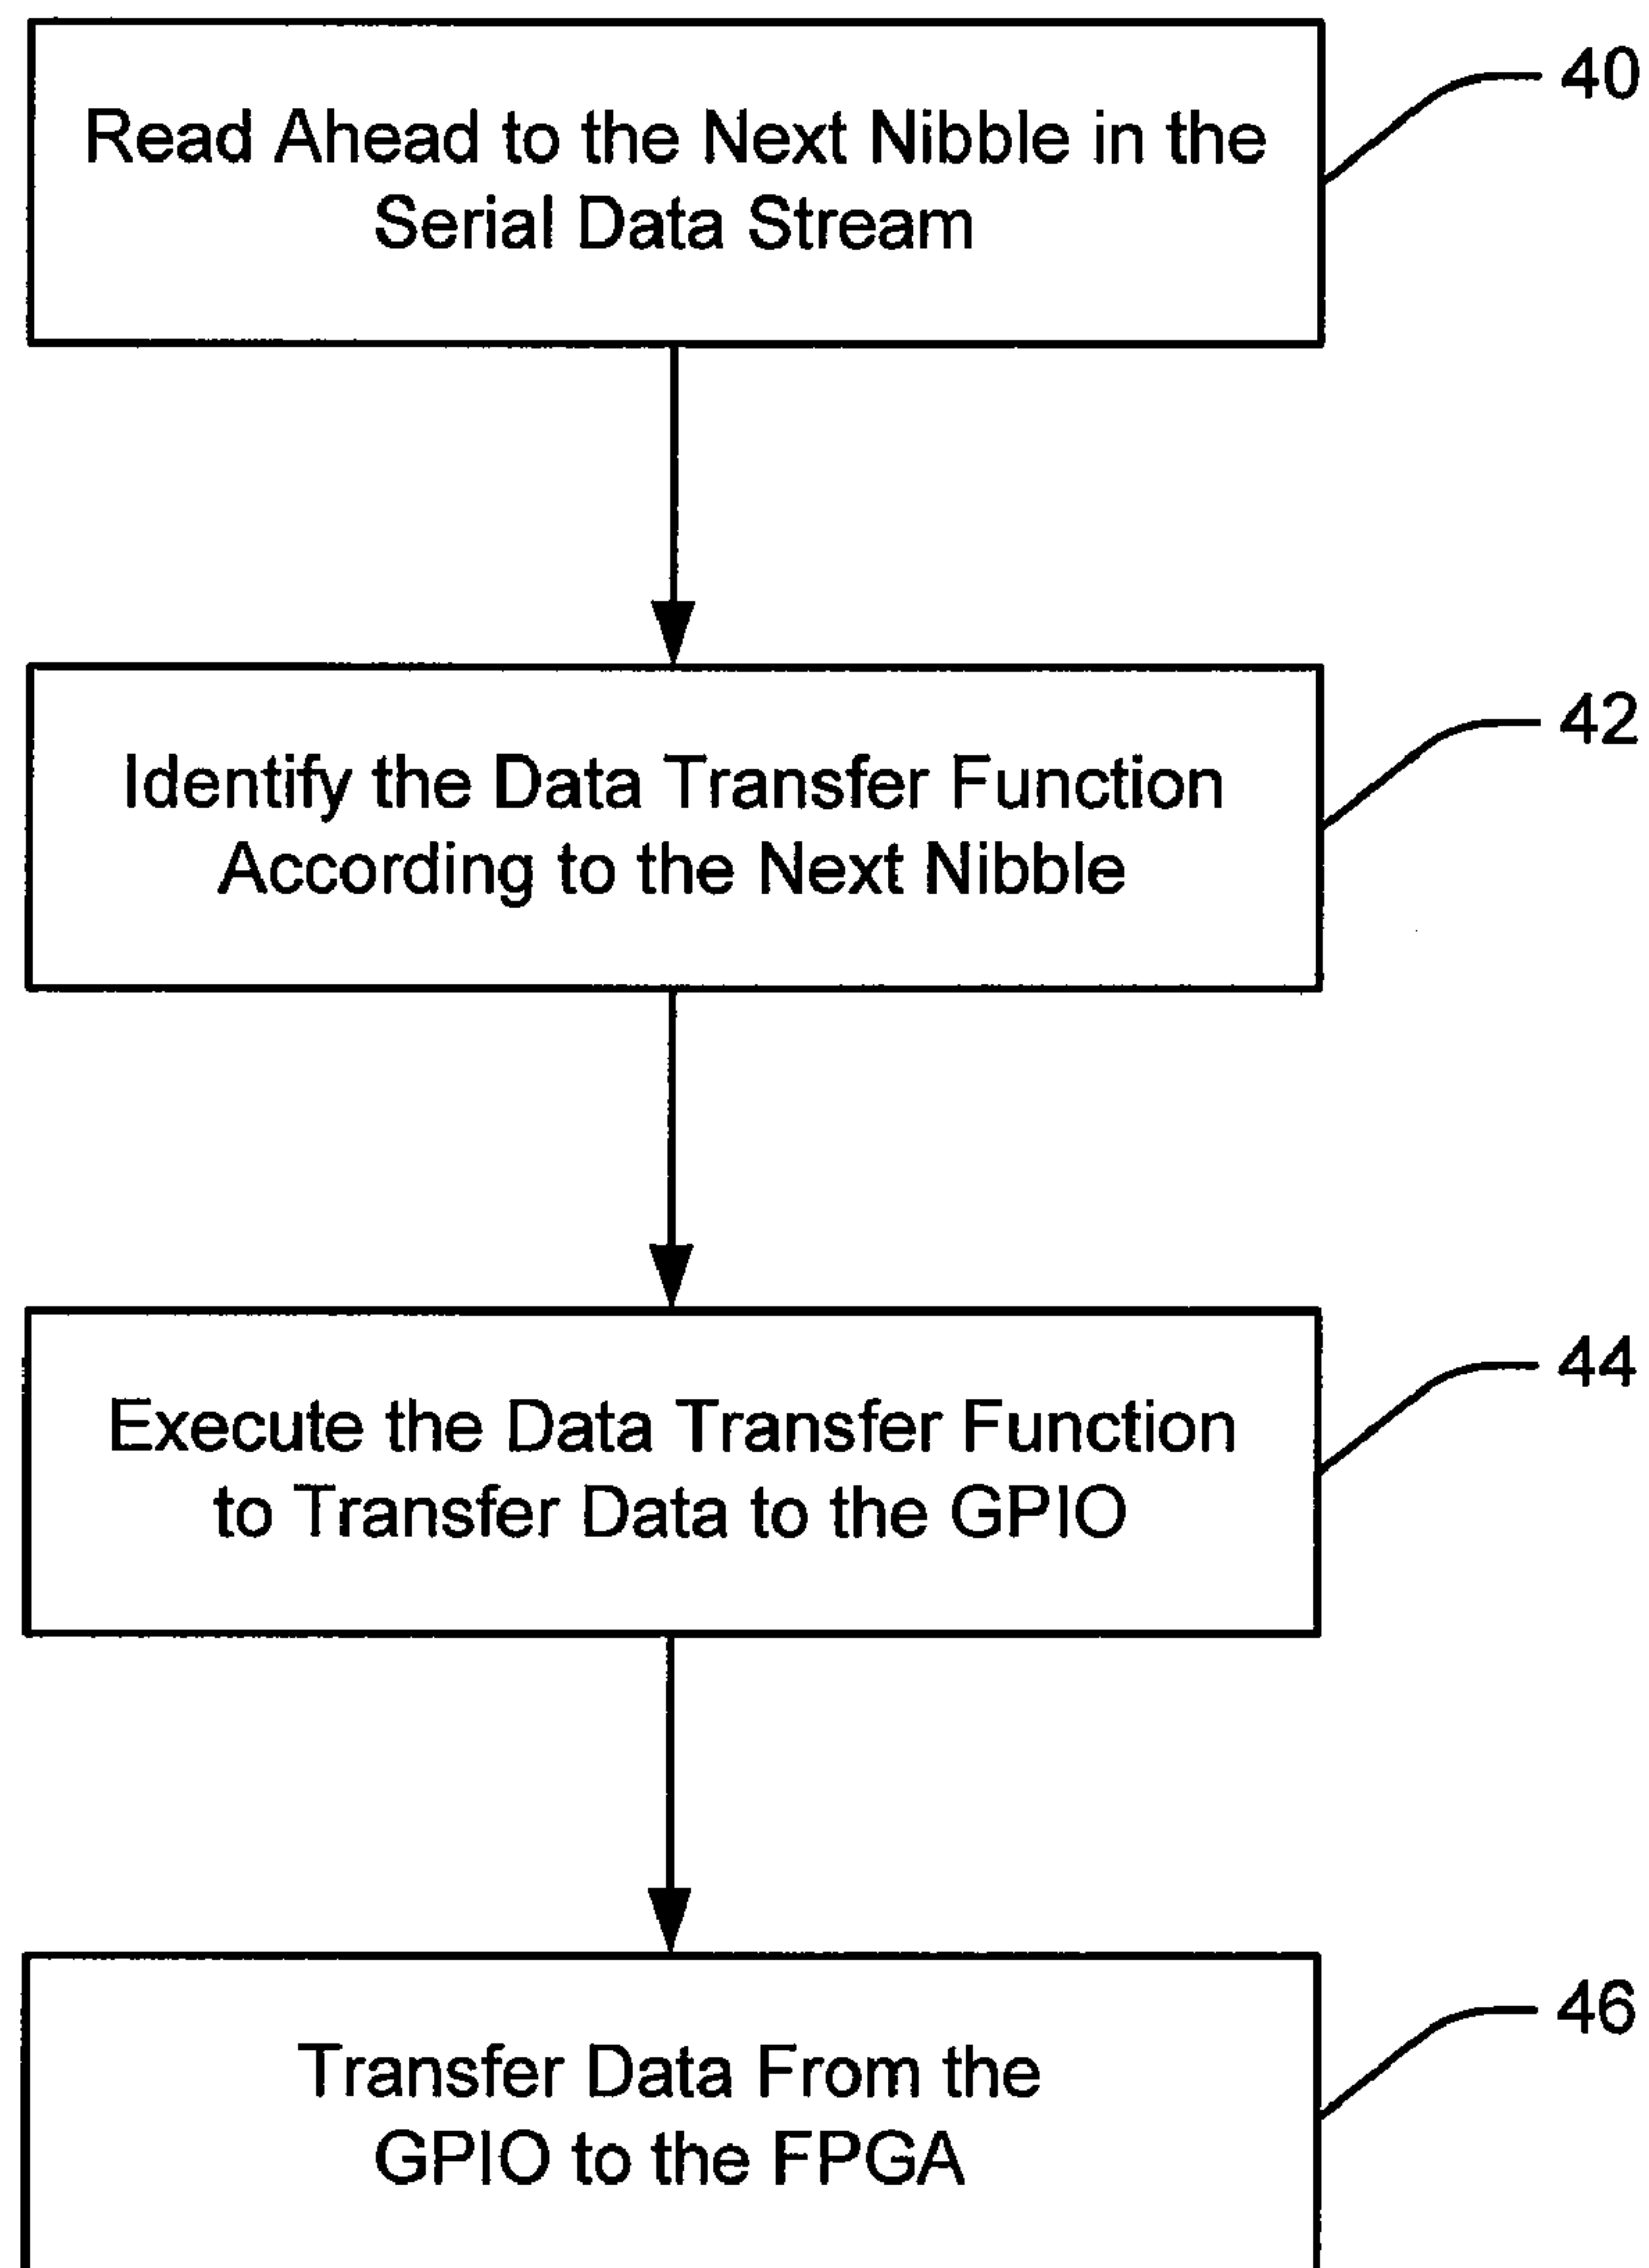 Read Ahead to the Next Nibble in the
Serial Data Stream
40
Identify the Data Transfer Function
According to the Next Nibble
42
Execute the Data Transfer Function
to Transfer Data to the GPIO
44
Transfer Data From the
GPIO to the FPGA
46